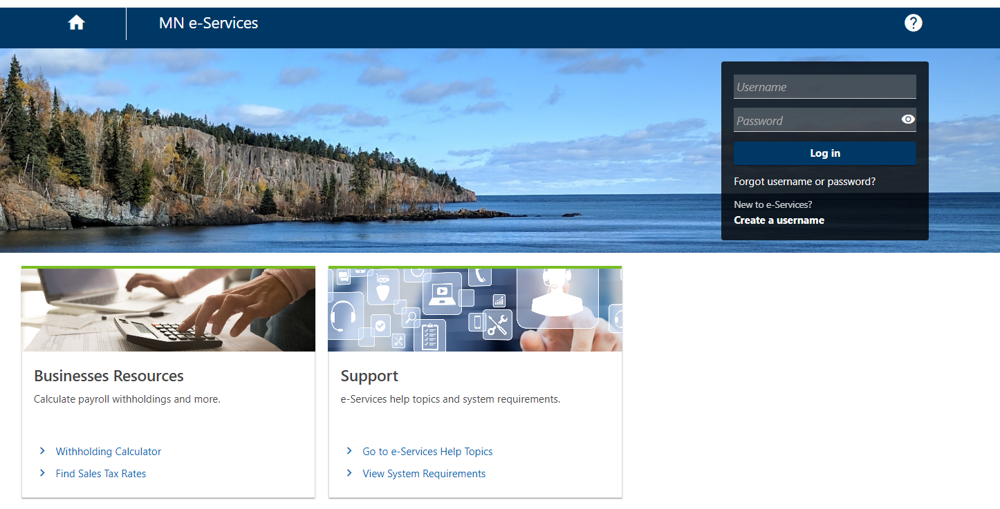 MN e-Services
?
Username
Password
Log in
Forgot username or password?
New to e-Services?
Create a username
Businesses Resources
Calculate payroll withholdings and more.
Withholding Calculator
Find Sales Tax Rates
Support
e-Services help topics and system requirements.
Go to e-Services Help Topics
View System Requirements